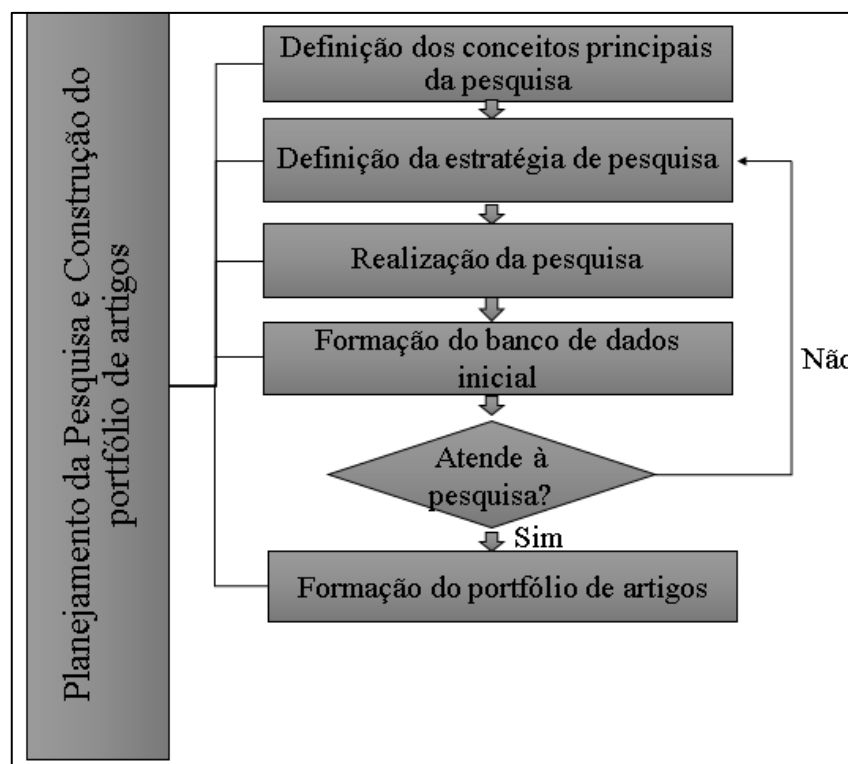 Planejamento da Pesquisa e Construção do
portfólio de artigos
Definição dos conceitos principais
da pesquisa
Definição da estratégia de pesquisa
Realização da pesquisa
Formação do banco de dados
inicial
Não
Atende à
pesquisa?
Sim
Formação do portfólio de artigos